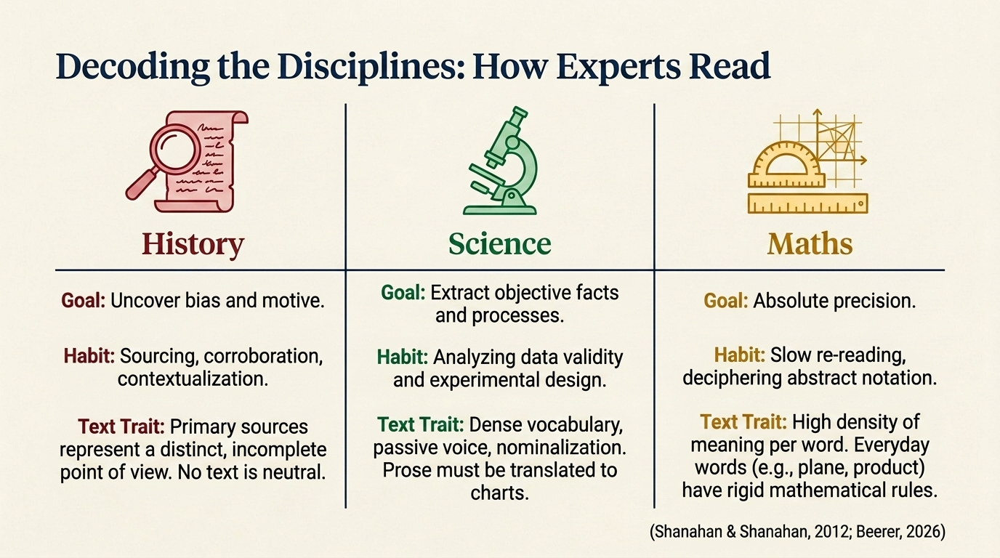 Decoding the Disciplines: How Experts Read
History
Goal: Uncover bias and motive.
Habit: Sourcing, corroboration,
contextualization.
Text Trait: Primary sources
represent a distinct, incomplete
point of view. No text is neutral.
Science
Goal: Extract objective facts
and processes.
Habit: Analyzing data validity
and experimental design.
Text Trait: Dense vocabulary,
passive voice, nominalization.
Prose must be translated to
charts.
Maths
Goal: Absolute precision.
Habit: Slow re-reading,
deciphering abstract notation.
Text Trait: High density of
meaning per word. Everyday
words (e.g., plane, product)
have rigid mathematical rules.
(Shanahan & Shanahan, 2012; Beerer, 2026)